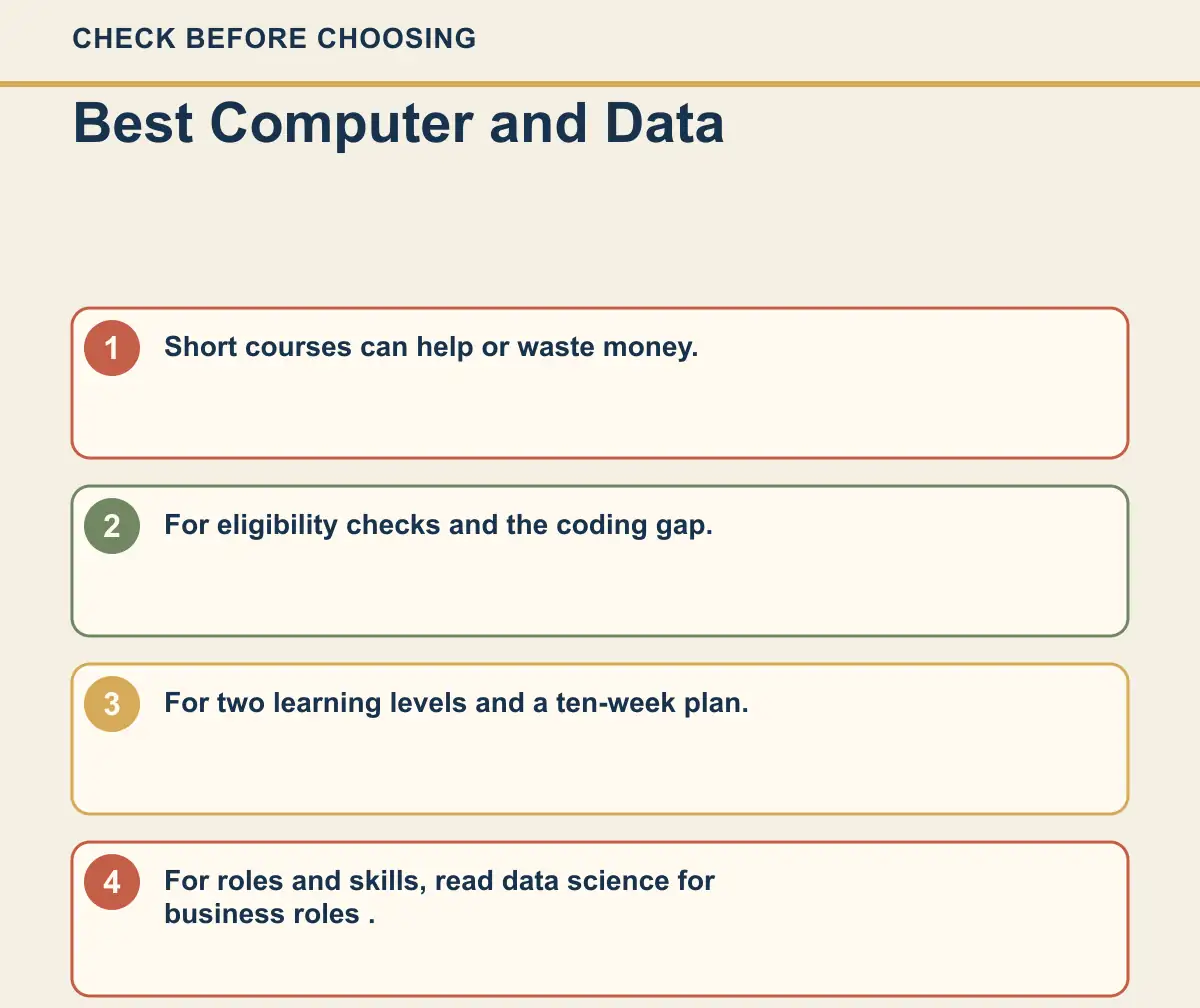 CHECK BEFORE CHOOSING
Best Computer and Data
1
Short courses can help or waste money.
2
For eligibility checks and the coding gap.
3
For two learning levels and a ten-week plan.
4
For roles and skills, read data science for
business roles .